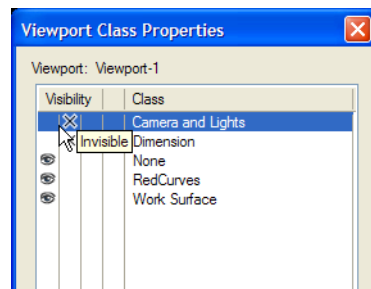 Viewport Class Properties
Viewport: Viewport-1
Visibility Class
Camera and Lights
Invisible Dimension
None
RedCurves
Work Surface